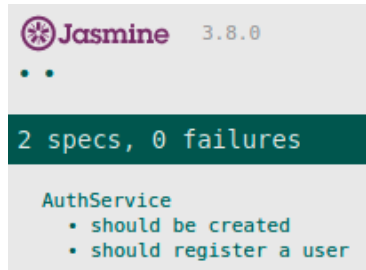 Jasmine 3.8.0
• •
2 specs, 0 failures
AuthService
• should be created
• should register a user